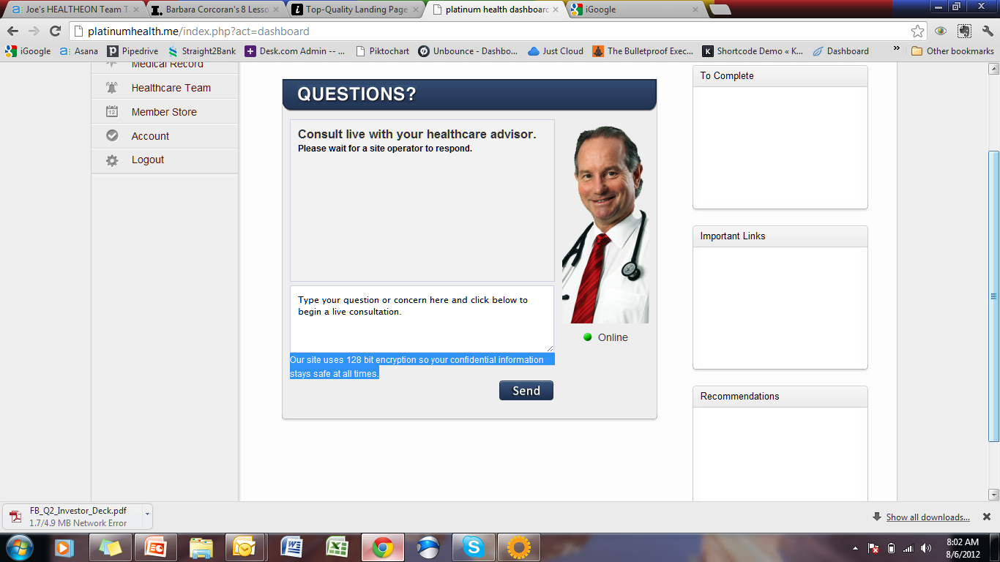 Joe's HEALTHEON Team T
Barbara Corcoran's 8 Lesso
Top-Quality Landing Page
platinum health dashboard
iGoogle
platinumhealth.me/index.php?act=dashboard
iGoogle
Asana
Pipedrive
Straight2Bank
Desk.com Admin -- ...
Piktochart
Unbounce - Dashbo...
Just Cloud
The Bulletproof Exec...
Shortcode Demo « K...
Dashboard
»
Other bookmarks
Medical Record
Healthcare Team
12
Member Store
Account
Logout
QUESTIONS?
Consult live with your healthcare advisor.
Please wait for a site operator to respond.
Type your question or concern here and click below to
begin a live consultation.
Our site uses 128 bit encryption so your confidential information
stays safe at all times.
Send
Online
To Complete
Important Links
Recommendations
FB_Q2_Investor_Deck.pdf
1.7/4.9 MB Network Error
Show all downloads...
8:02 AM
8/6/2012